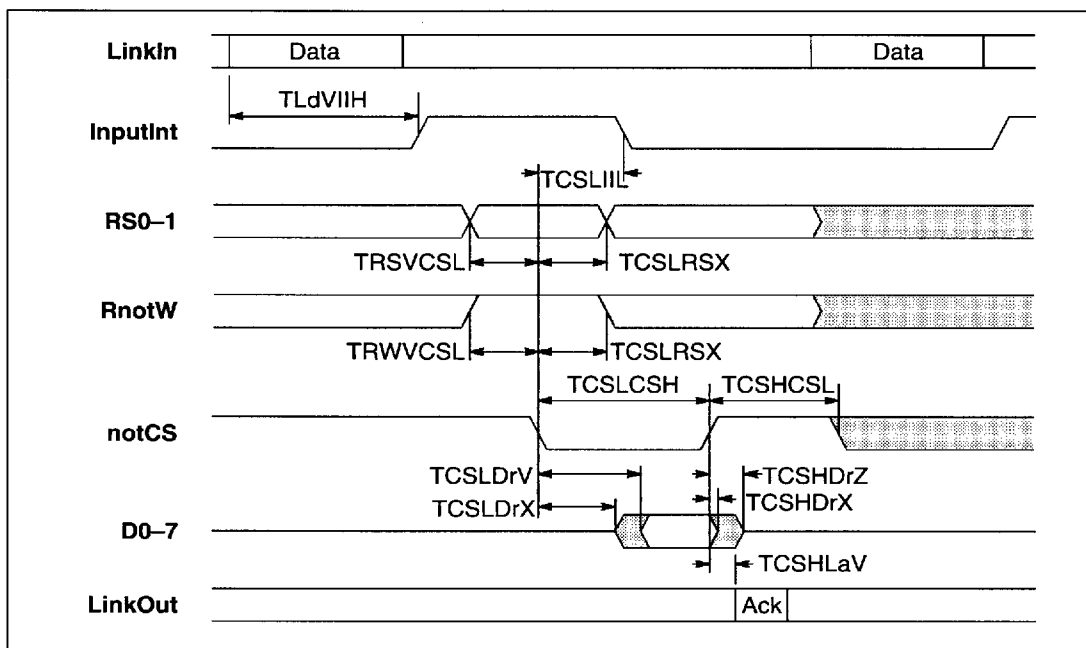 LinkIn
Data
Data
TLdVIIH
InputInt
TCSLIIL
RS0–1
TRSVCSL
TCSLRSX
RnotW
TRWVCSL
TCSLRSX
TCSLCSH
TCSHCSL
notCS
TCSLDrV
TCSHDrZ
TCSLDrX
TCSHDrX
D0–7
TCSHLaV
LinkOut
Ack